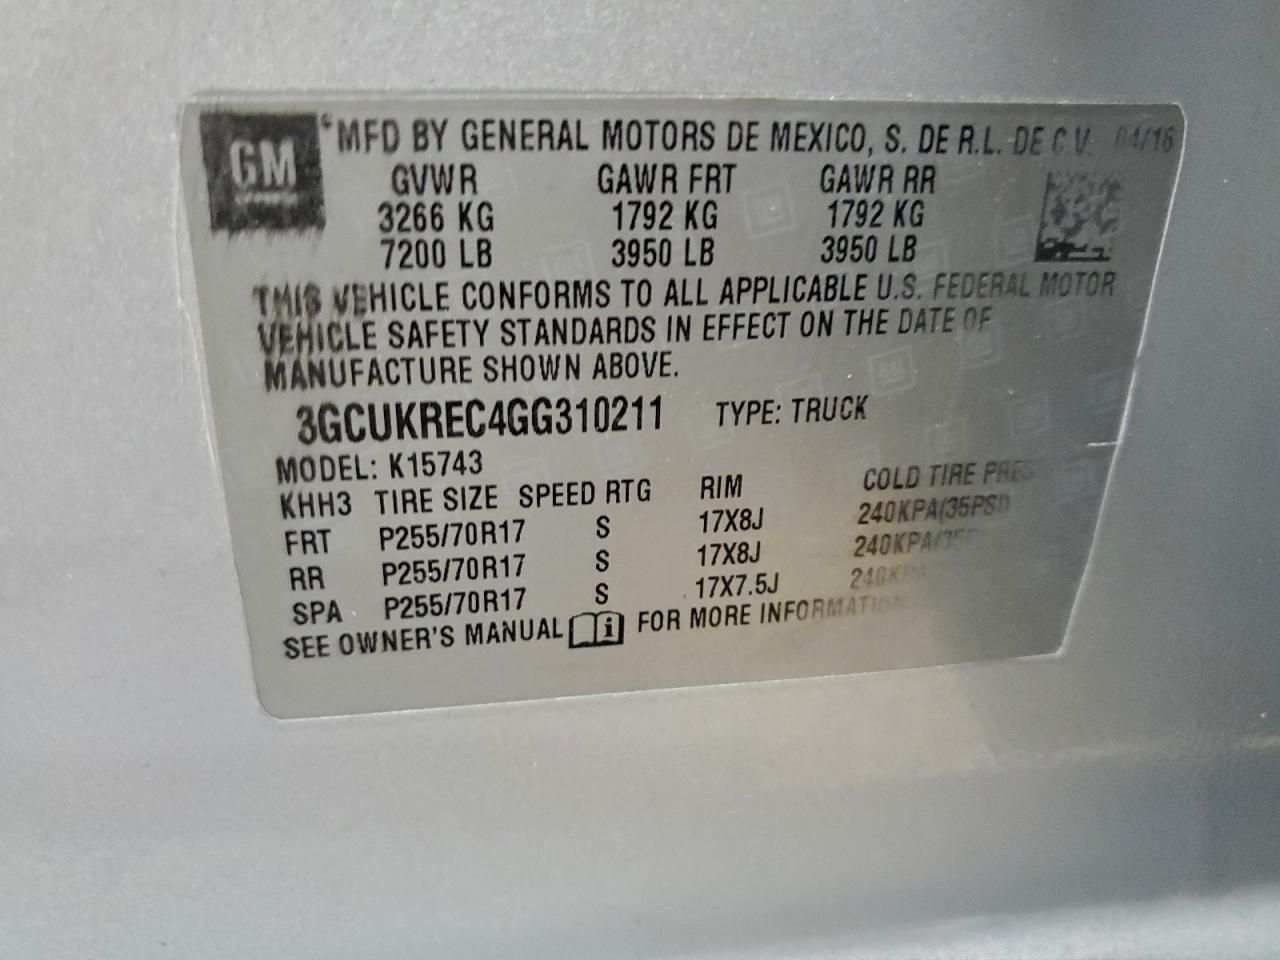 GM
MFD BY GENERAL MOTORS DE MEXICO, S. DE R.L. DE C.V. 04/16
GVWR GAWR FRT GAWR RR
3266 KG 1792 KG 1792 KG
7200 LB 3950 LB 3950 LB
THIS VEHICLE CONFORMS TO ALL APPLICABLE U.S. FEDERAL MOTOR
VEHICLE SAFETY STANDARDS IN EFFECT ON THE DATE OF
MANUFACTURE SHOWN ABOVE.
3GCUKREC4GG310211 TYPE: TRUCK
MODEL: K15743
KHH3 TIRE SIZE SPEED RTG RIM COLD TIRE PRES
FRT P255/70R17 S 17X8J 240KPA(35PSI)
RR P255/70R17 S 17X8J 240KPA(35P
SPA P255/70R17 S 17X7.5J 240K
SEE OWNER'S MANUAL i FOR MORE INFORMATI